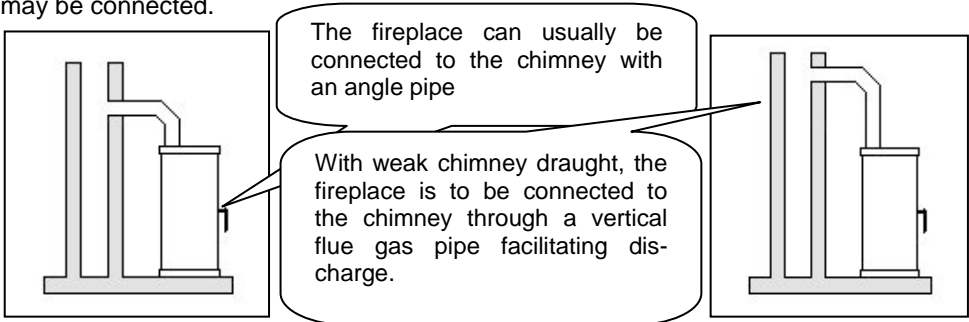 may be connected.
The fireplace can usually be
connected to the chimney with
an angle pipe
With weak chimney draught, the
fireplace is to be connected to
the chimney through a vertical
flue gas pipe facilitating dis-
charge.